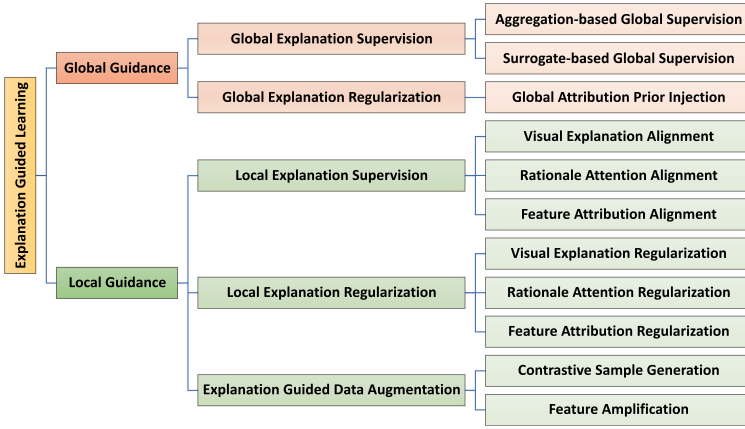 Explanation Guided Learning
Global Guidance
Global Explanation Supervision
Aggregation-based Global Supervision
Surrogate-based Global Supervision
Global Explanation Regularization
Global Attribution Prior Injection
Local Guidance
Local Explanation Supervision
Visual Explanation Alignment
Rationale Attention Alignment
Feature Attribution Alignment
Local Explanation Regularization
Visual Explanation Regularization
Rationale Attention Regularization
Feature Attribution Regularization
Explanation Guided Data Augmentation
Contrastive Sample Generation
Feature Amplification